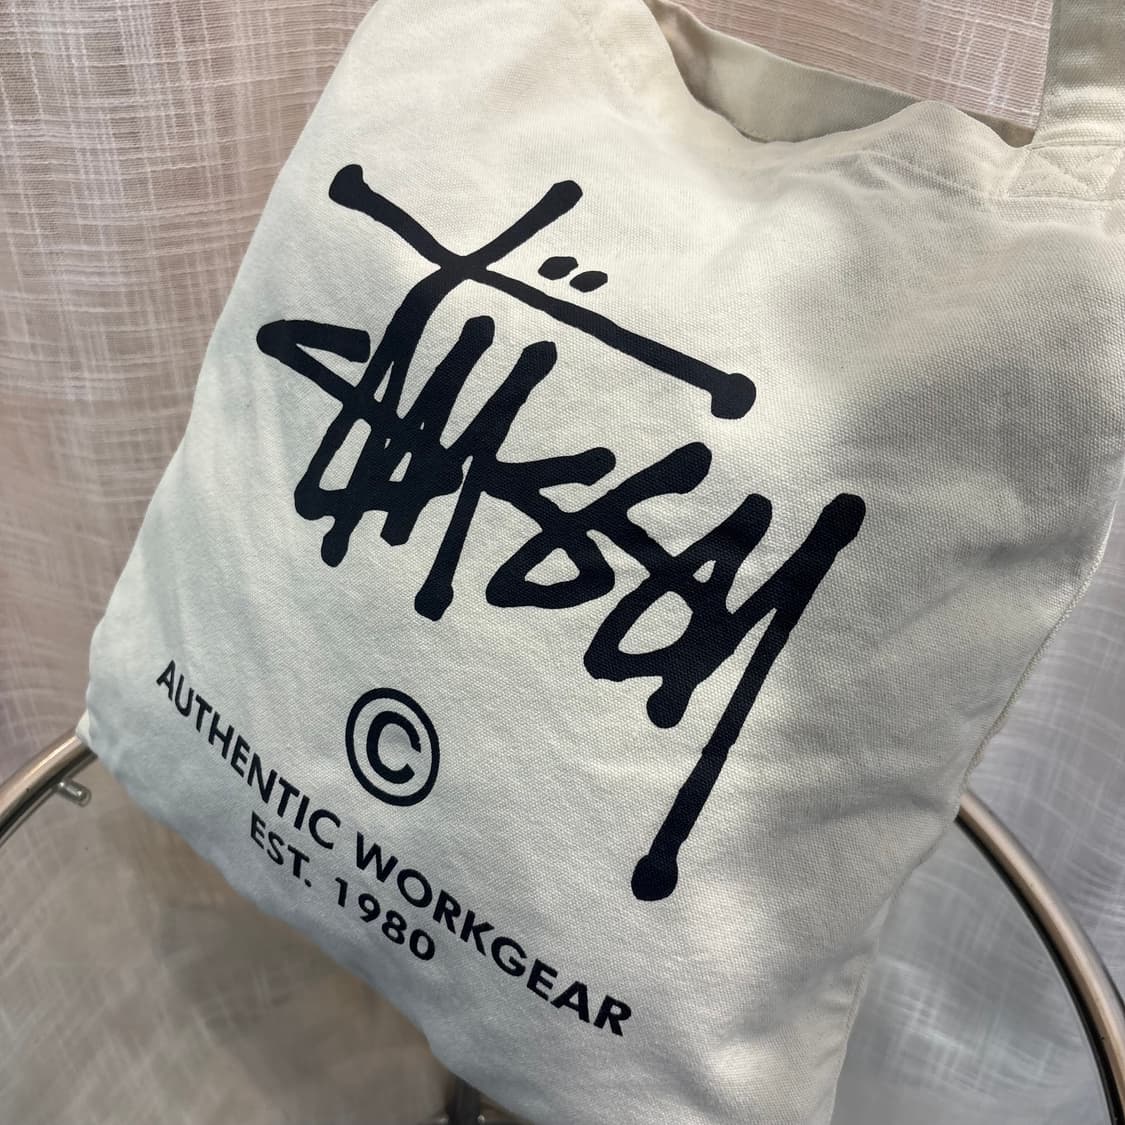 Stüssy
©
AUTHENTIC WORKGEAR
EST. 1980